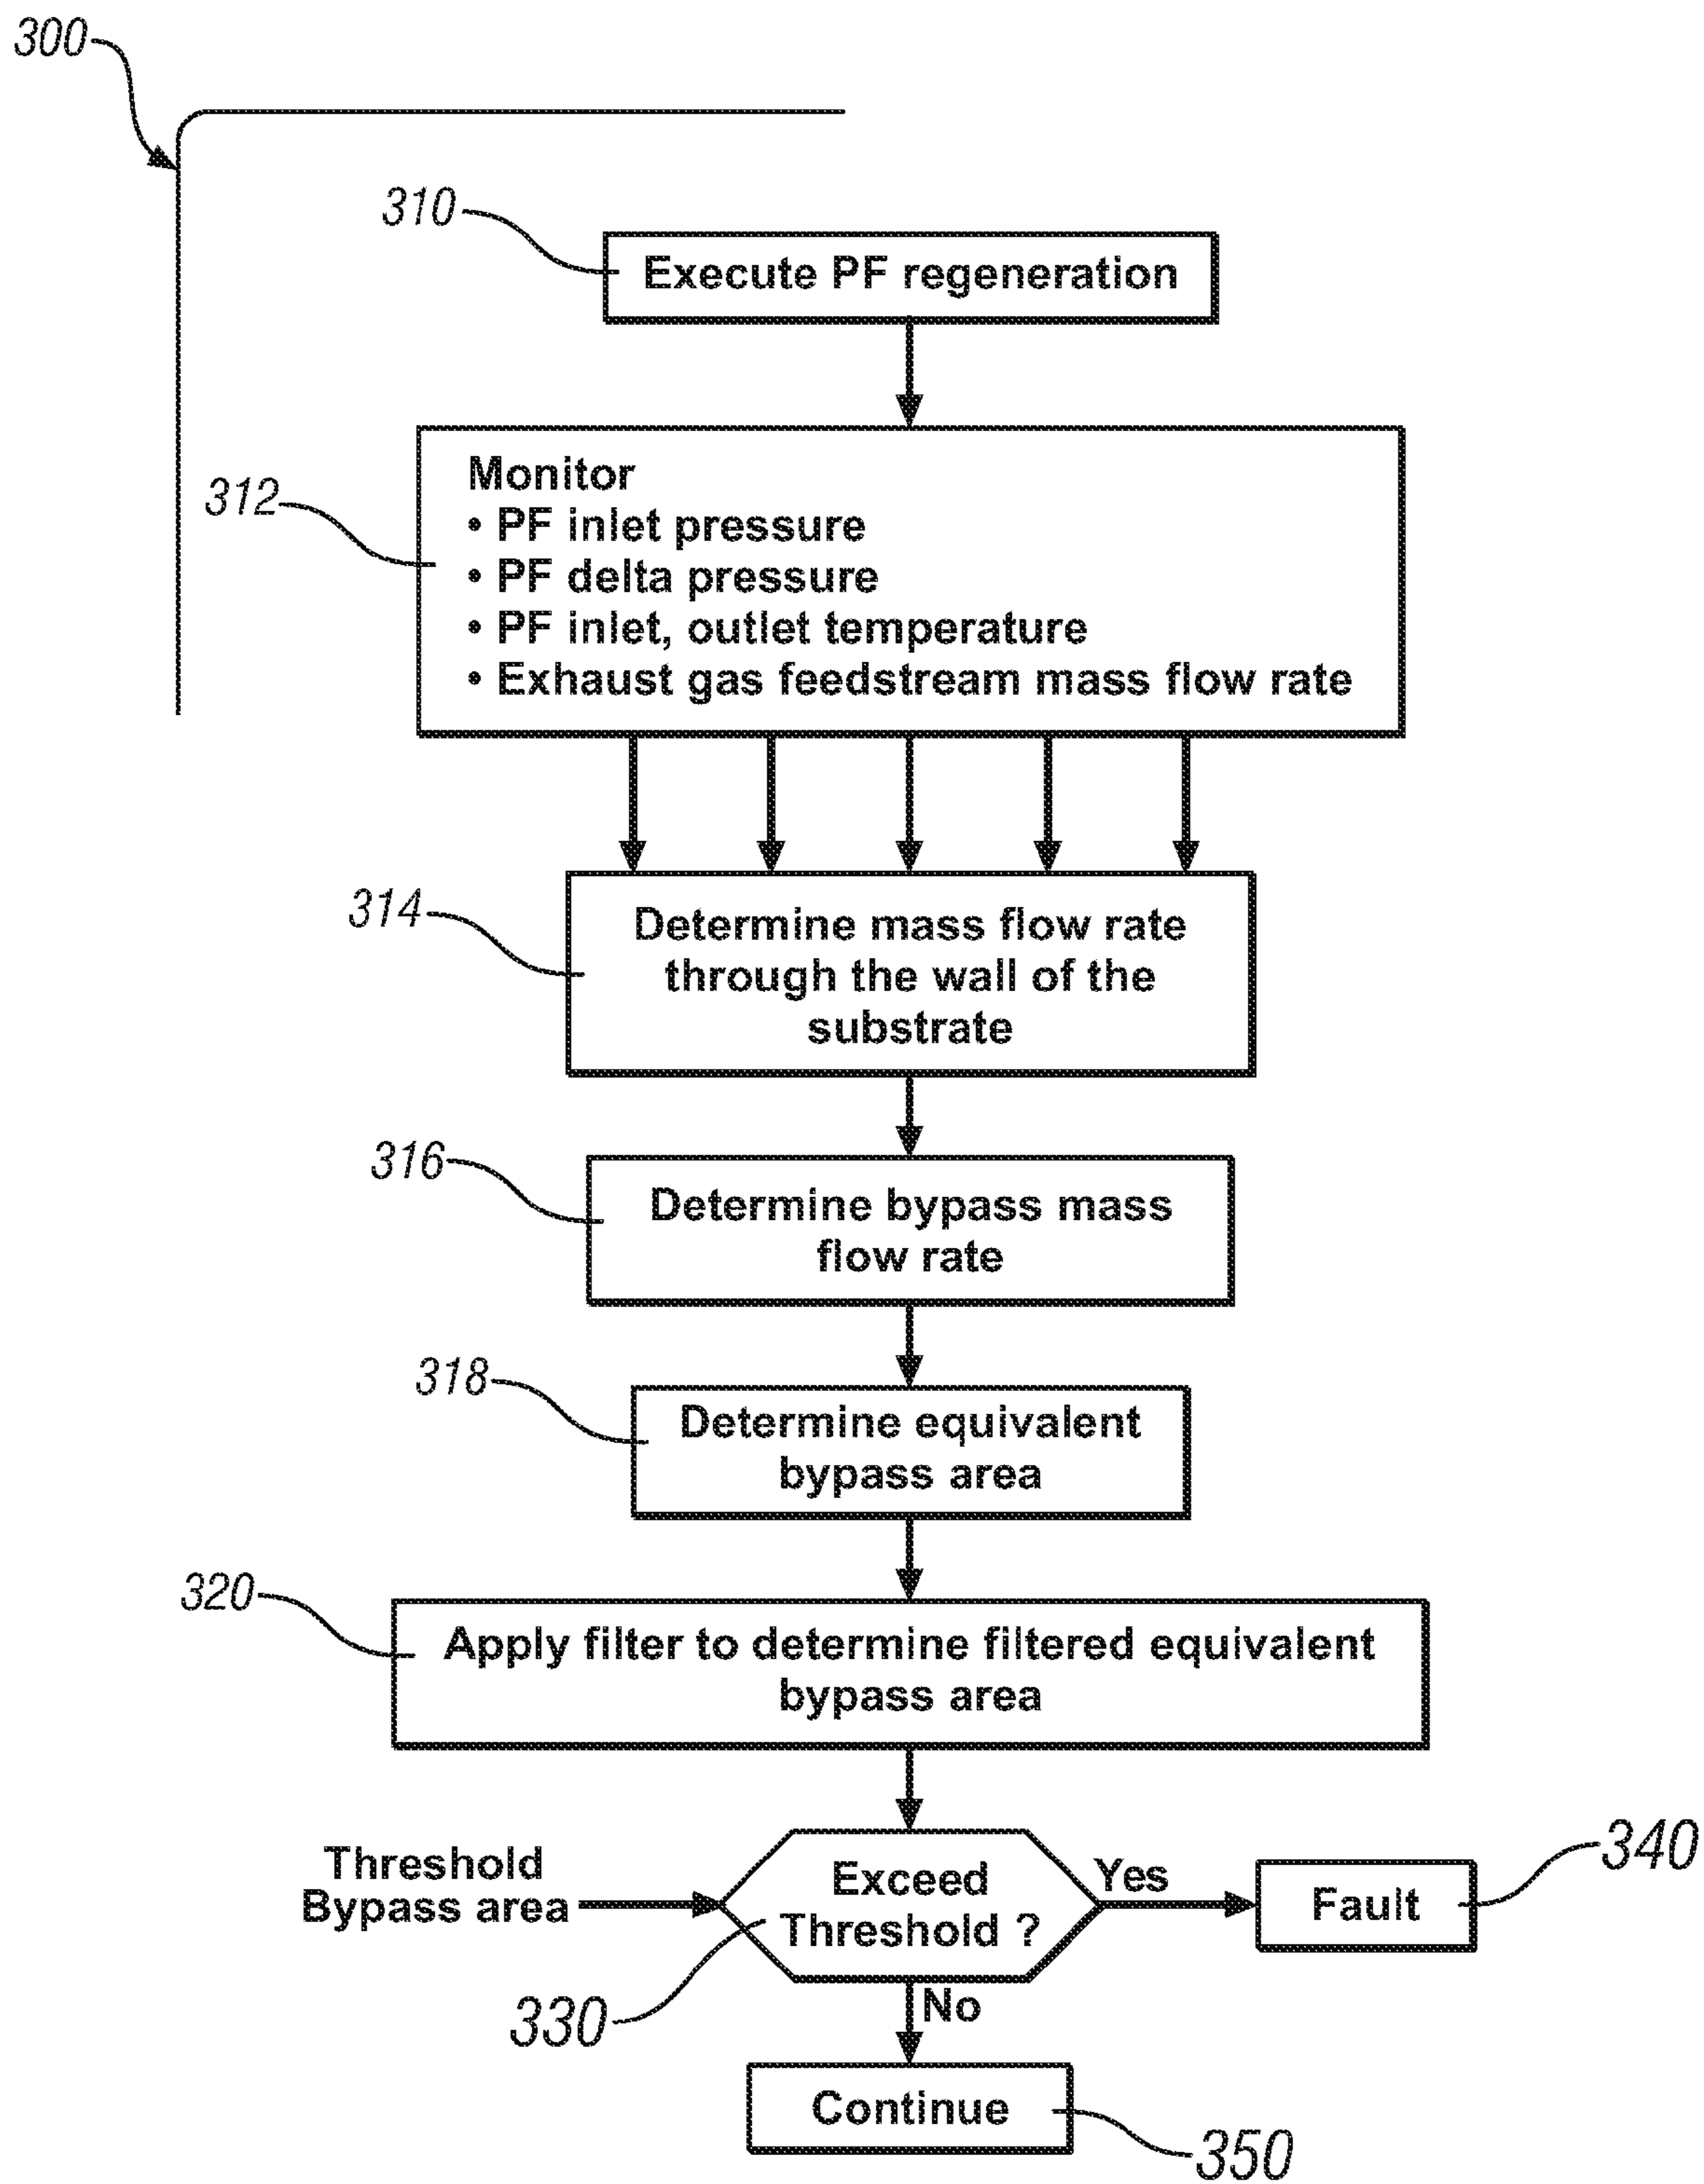 300
310
Execute PF regeneration
312
Monitor
• PF inlet pressure
• PF delta pressure
• PF inlet, outlet temperature
• Exhaust gas feedstream mass flow rate
314
Determine mass flow rate
through the wall of the
substrate
316
Determine bypass mass
flow rate
318
Determine equivalent
bypass area
320
Apply filter to determine filtered equivalent
bypass area
Threshold
Bypass area
Exceed
Threshold ?
330
Yes
Fault
340
No
Continue
350